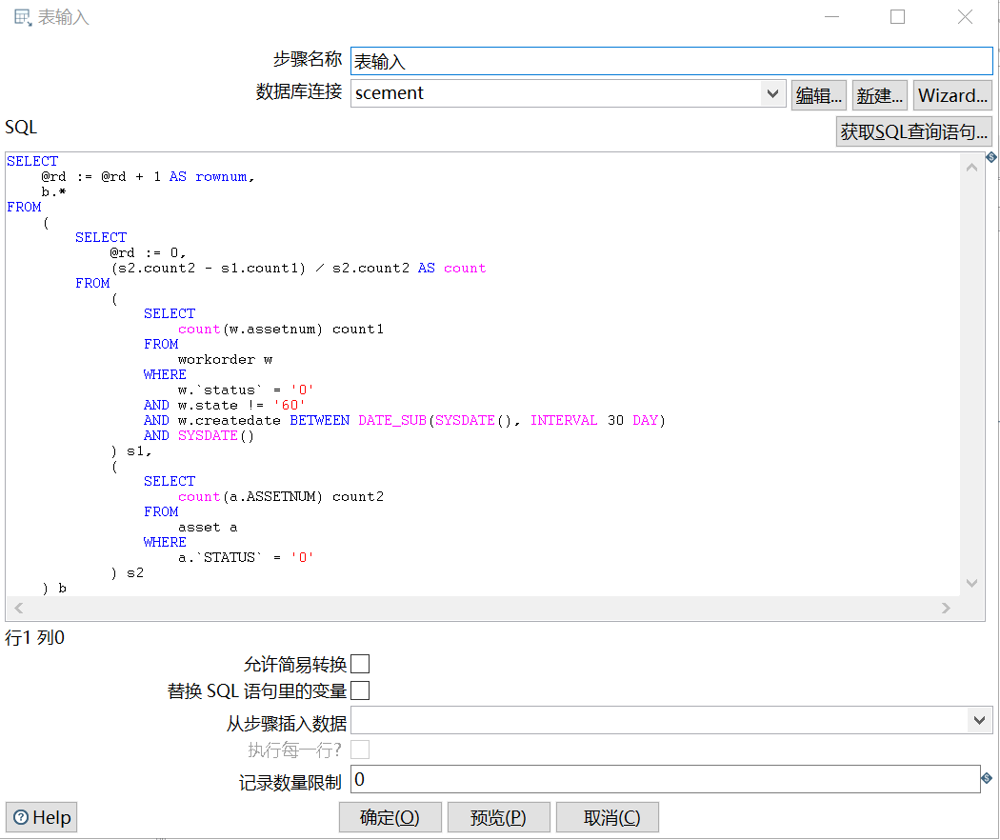 表输入
步骤名称 表输入
数据库连接 scement 编辑... 新建... Wizard...
SQL 获取SQL查询语句...
SELECT
@rd := @rd + 1 AS rownum,
b.*
FROM
(
SELECT
@rd := 0,
(s2.count2 - s1.count1) / s2.count2 AS count
FROM
(
SELECT
count(w.assetnum) count1
FROM
workorder w
WHERE
w.`status` = '0'
AND w.state != '60'
AND w.createdate BETWEEN DATE_SUB(SYSDATE(), INTERVAL 30 DAY)
AND SYSDATE()
) s1,
(
SELECT
count(a.ASSETNUM) count2
FROM
asset a
WHERE
a.`STATUS` = '0'
) s2
) b
行1 列0
允许简易转换
替换 SQL 语句里的变量
从步骤插入数据
执行每一行?
记录数量限制 0
Help 确定(O) 预览(P) 取消(C)